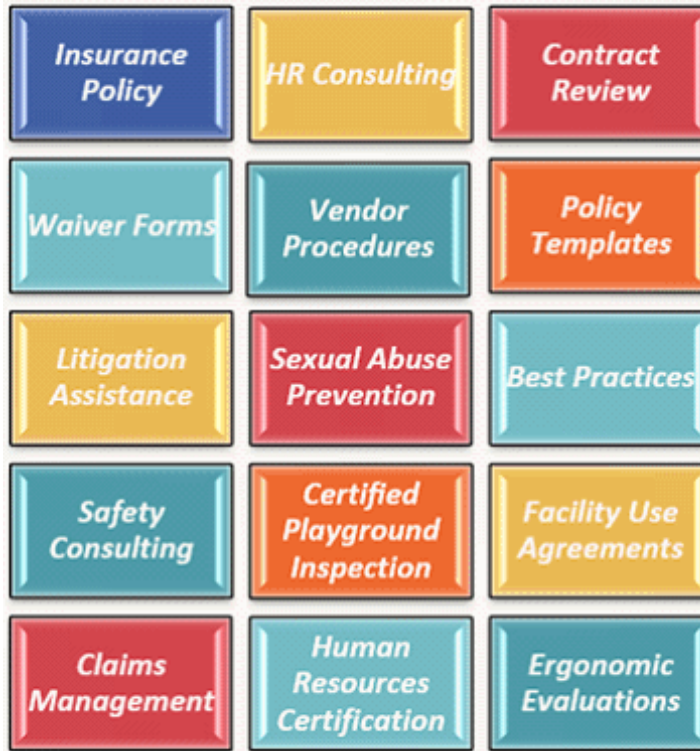 Insurance
Policy
HR Consulting
Contract
Review
Waiver Forms
Vendor
Procedures
Policy
Templates
Litigation
Assistance
Sexual Abuse
Prevention
Best Practices
Safety
Consulting
Certified
Playground
Inspection
Facility Use
Agreements
Claims
Management
Human
Resources
Certification
Ergonomic
Evaluations